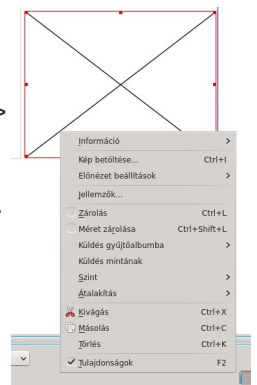 Információ >
Kép betöltése... Ctrl+I
Előnézet beállítások >
Jellemzők...
Zárolás Ctrl+L
Méret zárolása Ctrl+Shift+L
Küldés gyűjtőalbumba >
Küldés mintának
Szint >
Átalakítás >
Kivágás Ctrl+X
Másolás Ctrl+C
Törlés Ctrl+K
Tulajdonságok F2